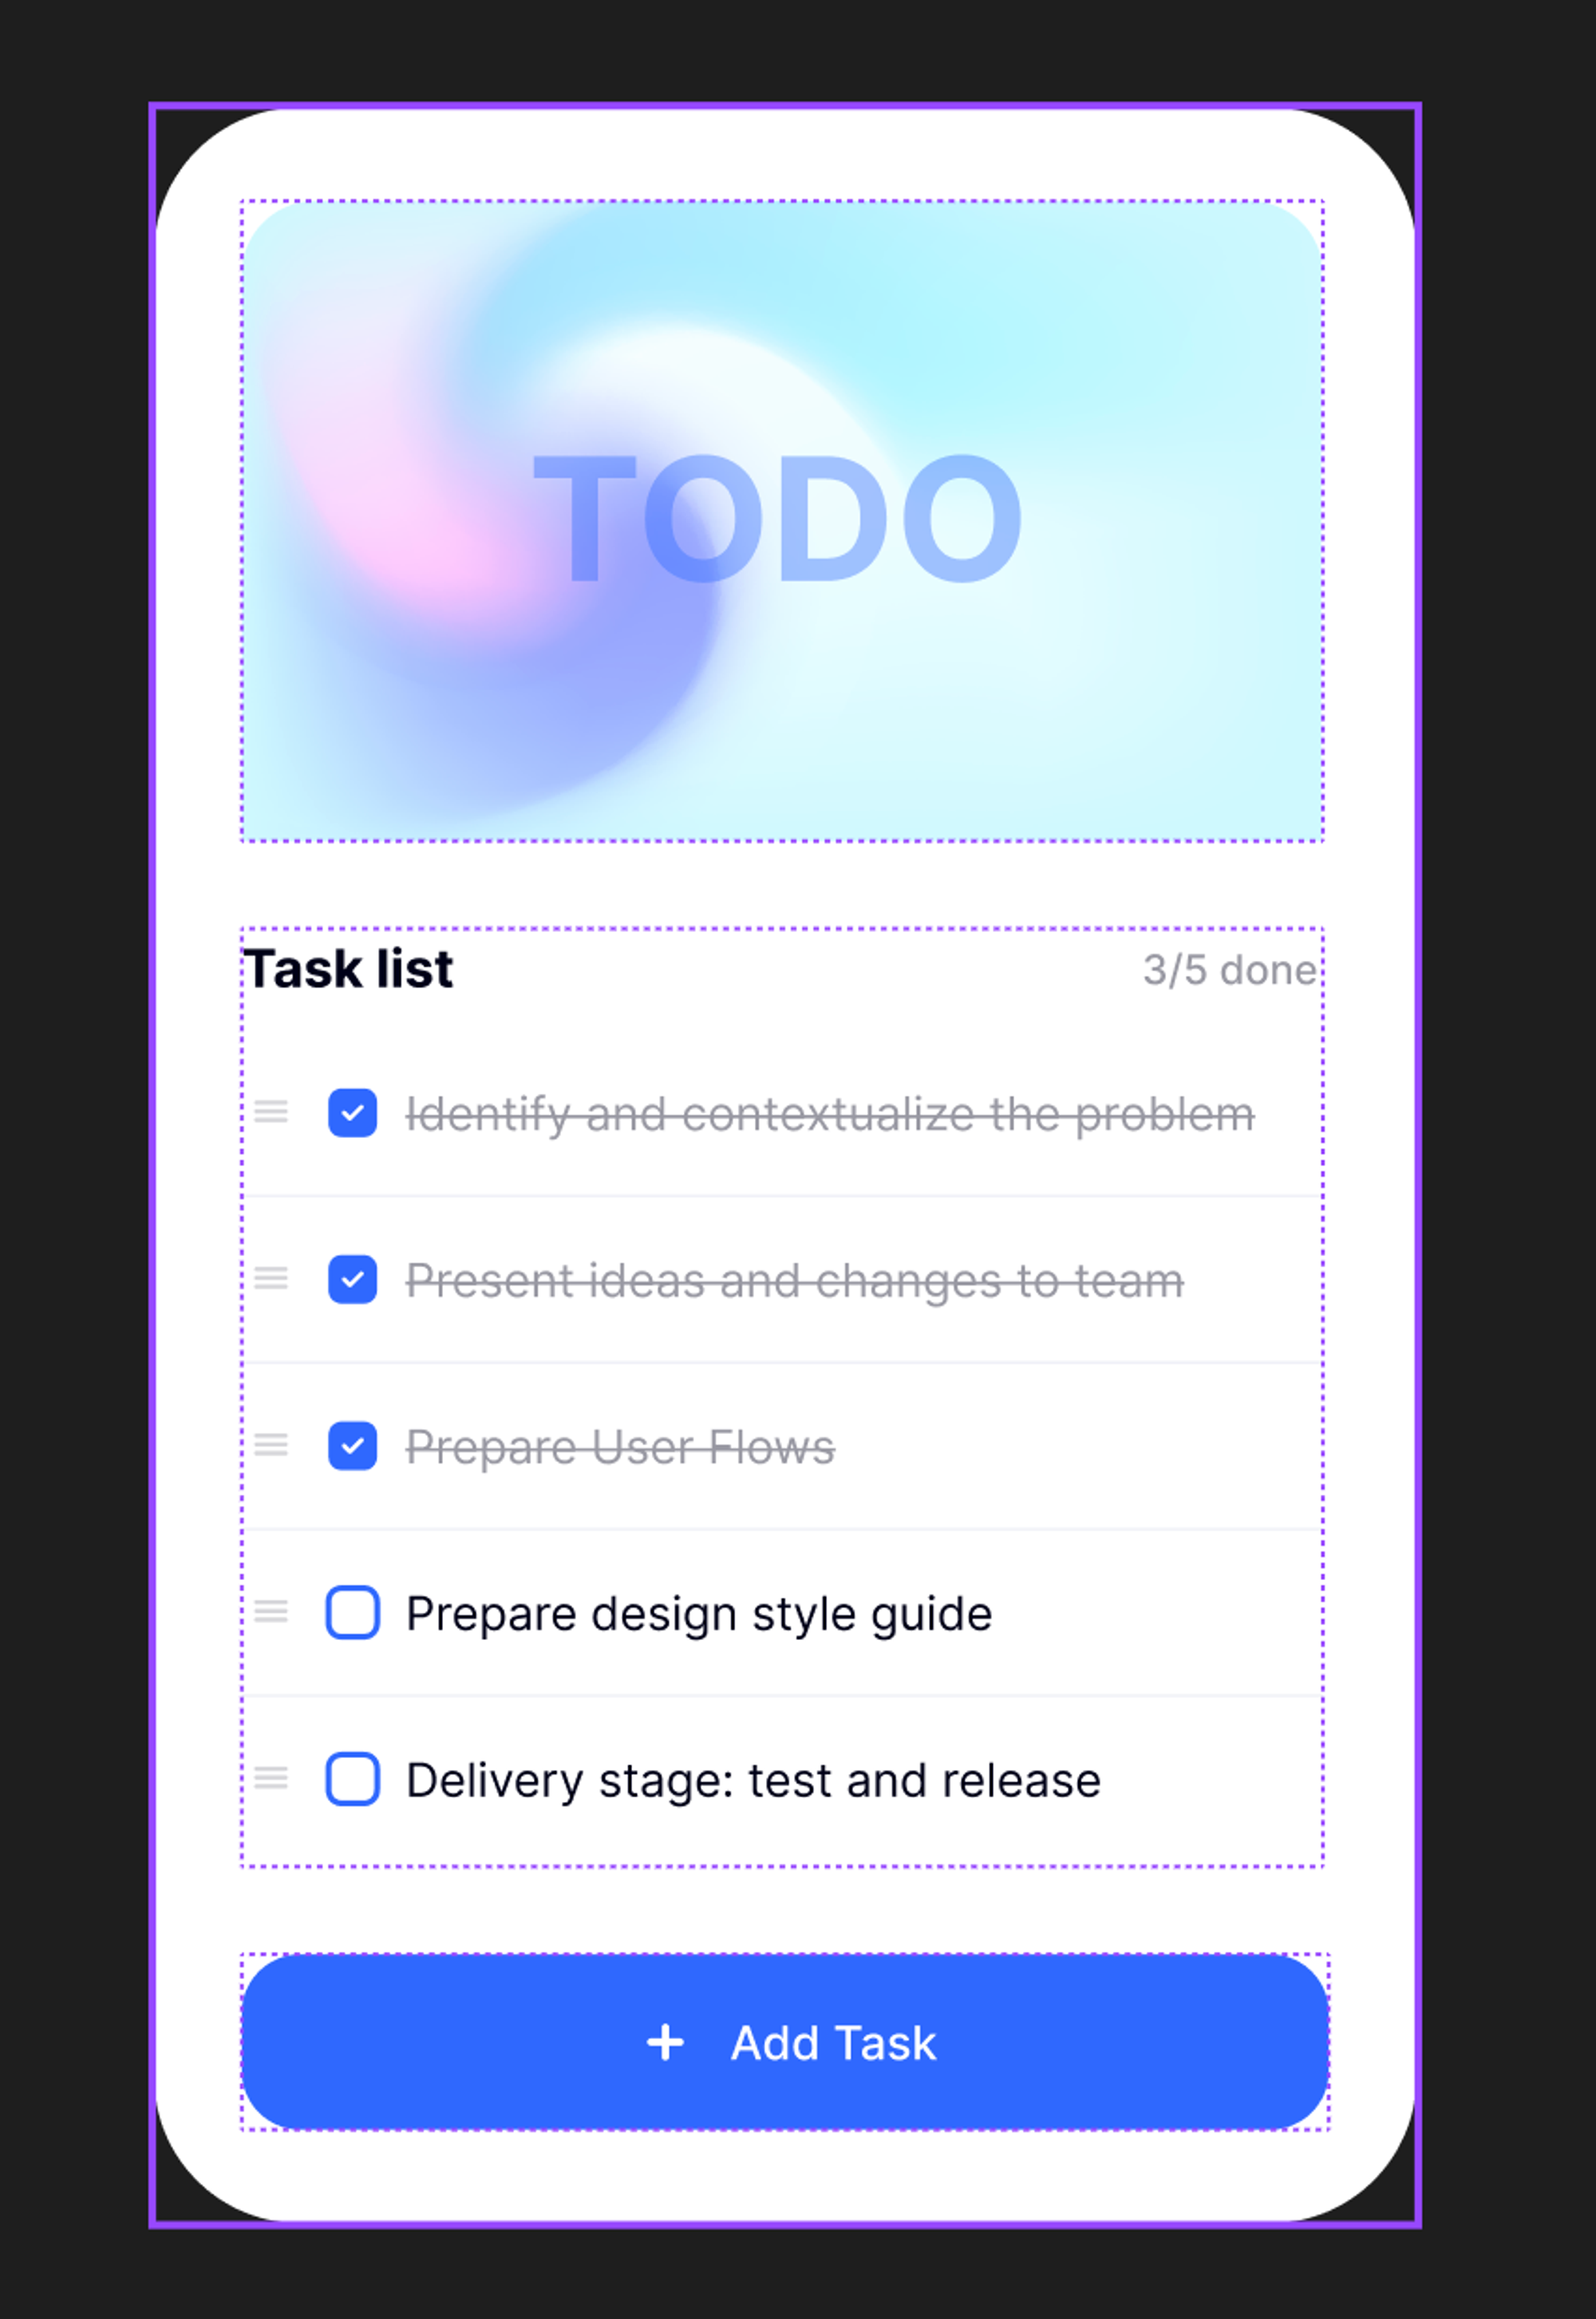 TODO
Task list 3/5 done
Identify and contextualize the problem
Present ideas and changes to team
Prepare User Flows
Prepare design style guide
Delivery stage: test and release
Add Task